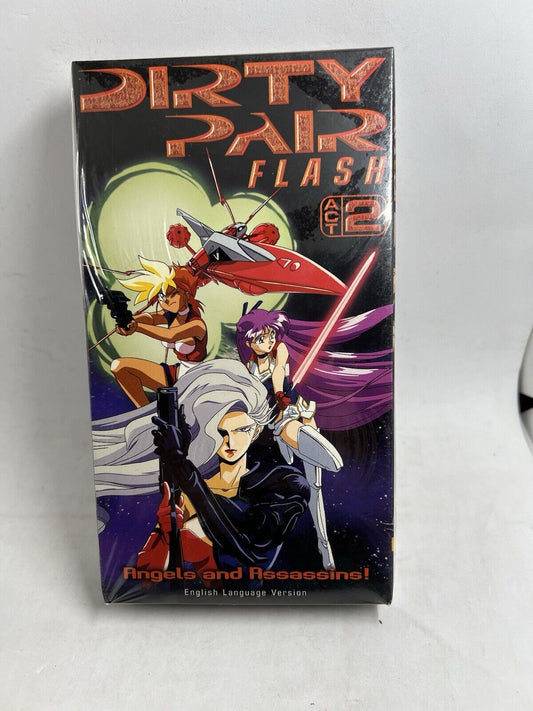 DIRTY
PAIR
FLASH
ACT 2
Angels and Assassins!
English Language Version